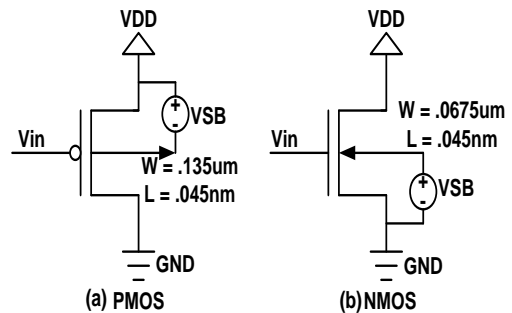 VDD
VDD
+
-
VSB
Vin
W = .135um
L = .045nm
GND
(a) PMOS
Vin
W = .0675um
L = .045nm
+
-
VSB
GND
(b)NMOS